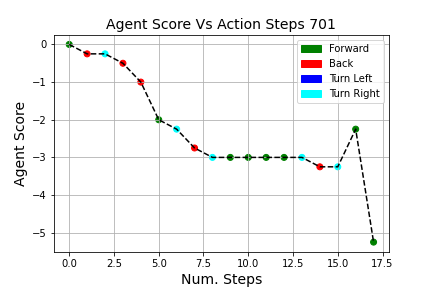 Agent Score Vs Action Steps 701
Forward
Back
Turn Left
Turn Right
Agent Score
0
−1
−2
−3
−4
−5
0.0 2.5 5.0 7.5 10.0 12.5 15.0 17.5
Num. Steps